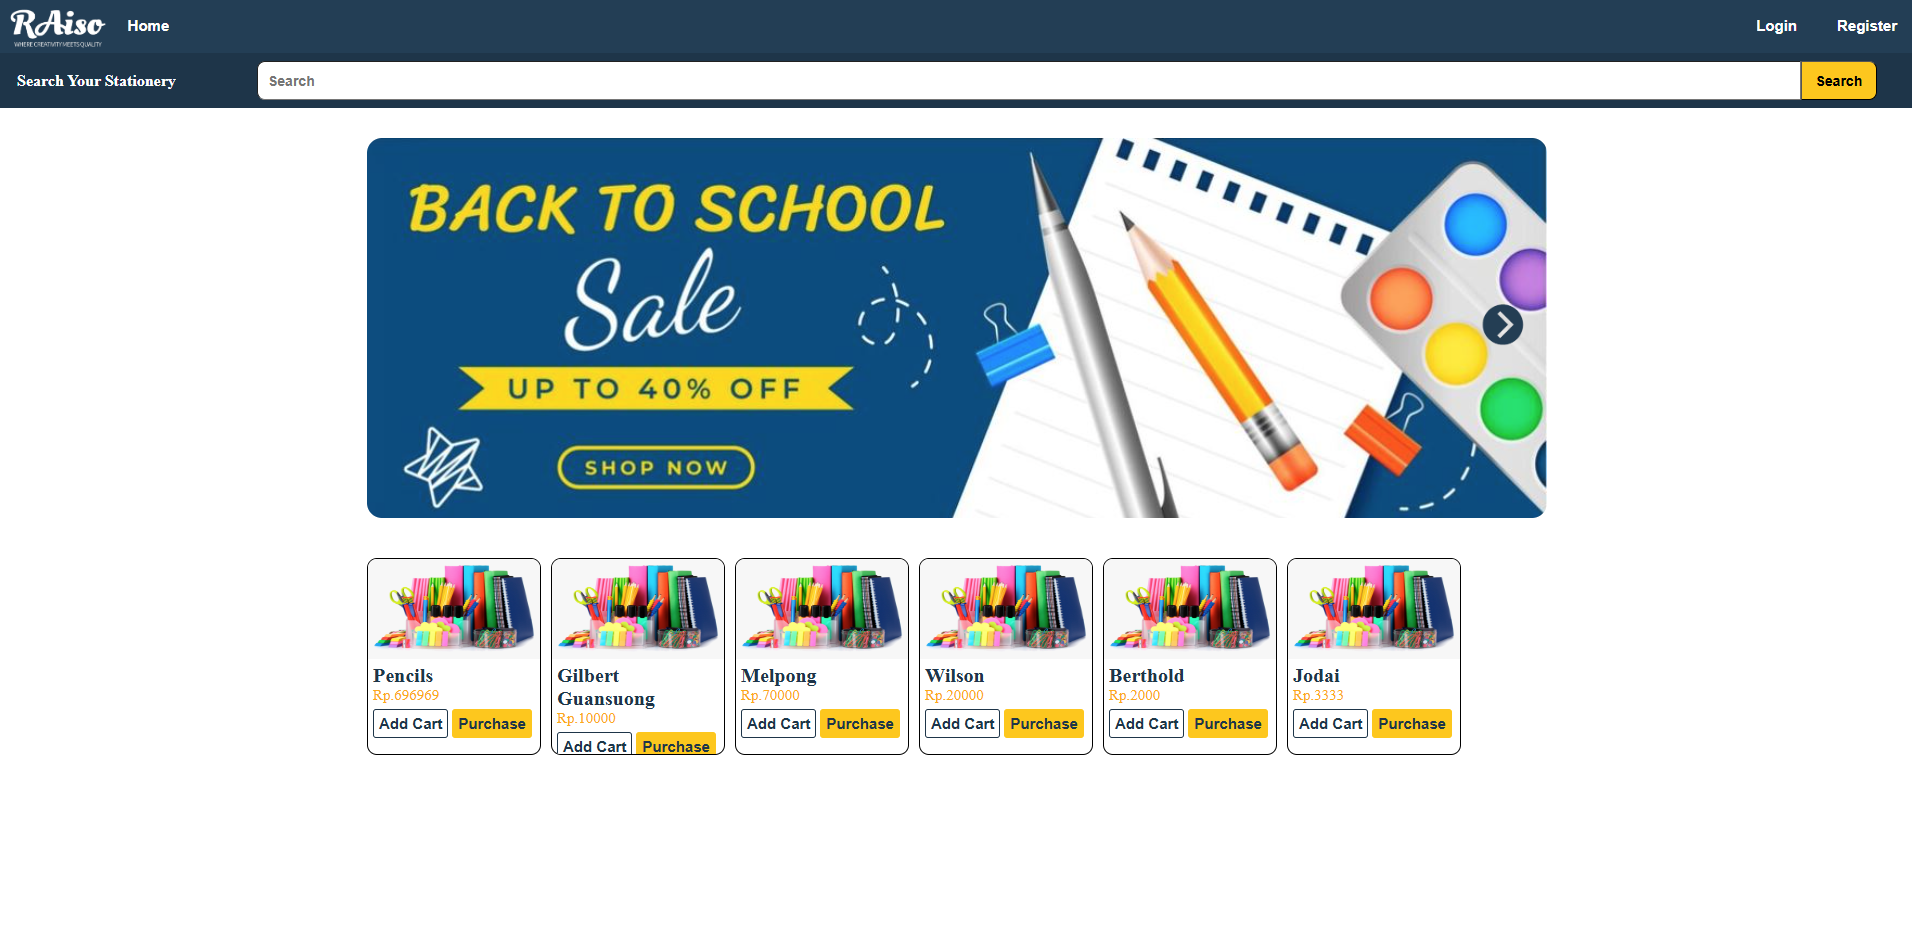 RAiso
WHERE CREATIVITY MEETS QUALITY
Home
Login
Register
Search Your Stationery
Search
Search
BACK TO SCHOOL
Sale
UP TO 40% OFF
SHOP NOW
Pencils
Rp.696969
Add Cart Purchase
Gilbert
Guansuong
Rp.10000
Add Cart Purchase
Melpong
Rp.70000
Add Cart Purchase
Wilson
Rp.20000
Add Cart Purchase
Berthold
Rp.2000
Add Cart Purchase
Jodai
Rp.3333
Add Cart Purchase